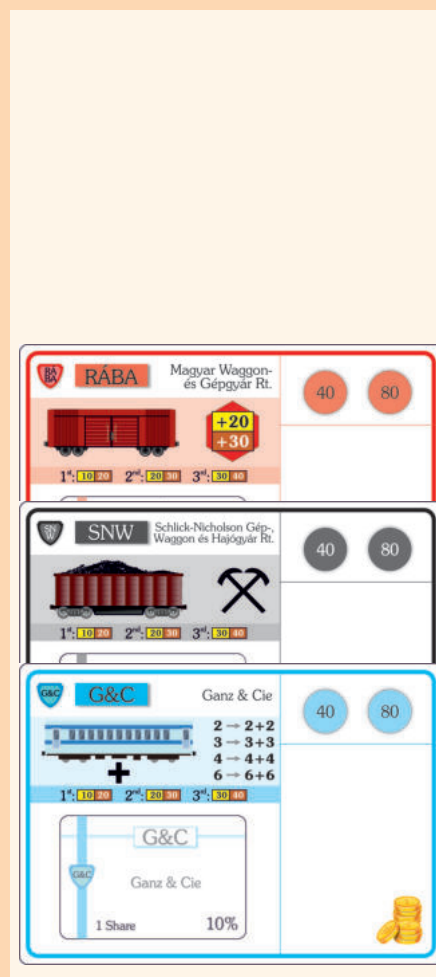 RÁBA
RÁBA
Magyar Waggon-
és Gépgyár Rt.
40
80
+20
+30
1st: 10 20 2nd: 20 30 3rd: 30 40
SNW
SNW
Schlick-Nicholson Gép-,
Waggon és Hajógyár Rt.
40
80
1st: 10 20 2nd: 20 30 3rd: 30 40
G&C
G&C
Ganz & Cie
40
80
2 → 2+2
3 → 3+3
4 → 4+4
6 → 6+6
+
1st: 10 20 2nd: 20 30 3rd: 30 40
G&C
G&C
Ganz & Cie
1 Share
10%